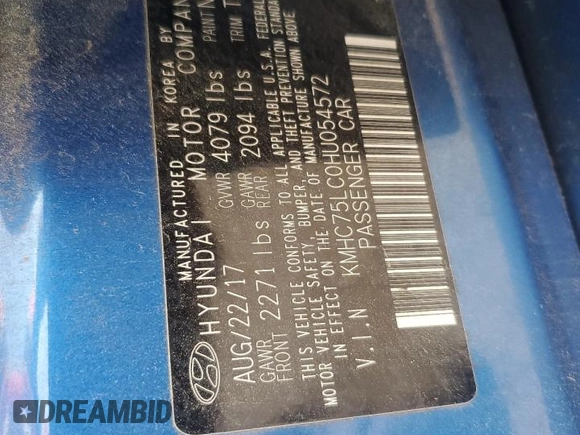 MANUFACTURED IN KOREA BY
HYUNDAI MOTOR COMPAN
AUG/22/17 GVWR 4079 lbs PAINT
GAWR FRONT 2271 lbs GAWR REAR 2094 lbs TRIM T
THIS VEHICLE CONFORMS TO ALL APPLICABLE U.S.A. FEDERAL
MOTOR VEHICLE SAFETY, BUMPER, AND THEFT PREVENTION STANDA
IN EFFECT ON THE DATE OF MANUFACTURE SHOWN ABOVE
KMHC75LC0HU054572
V.I.N PASSENGER CAR
DREAMBID